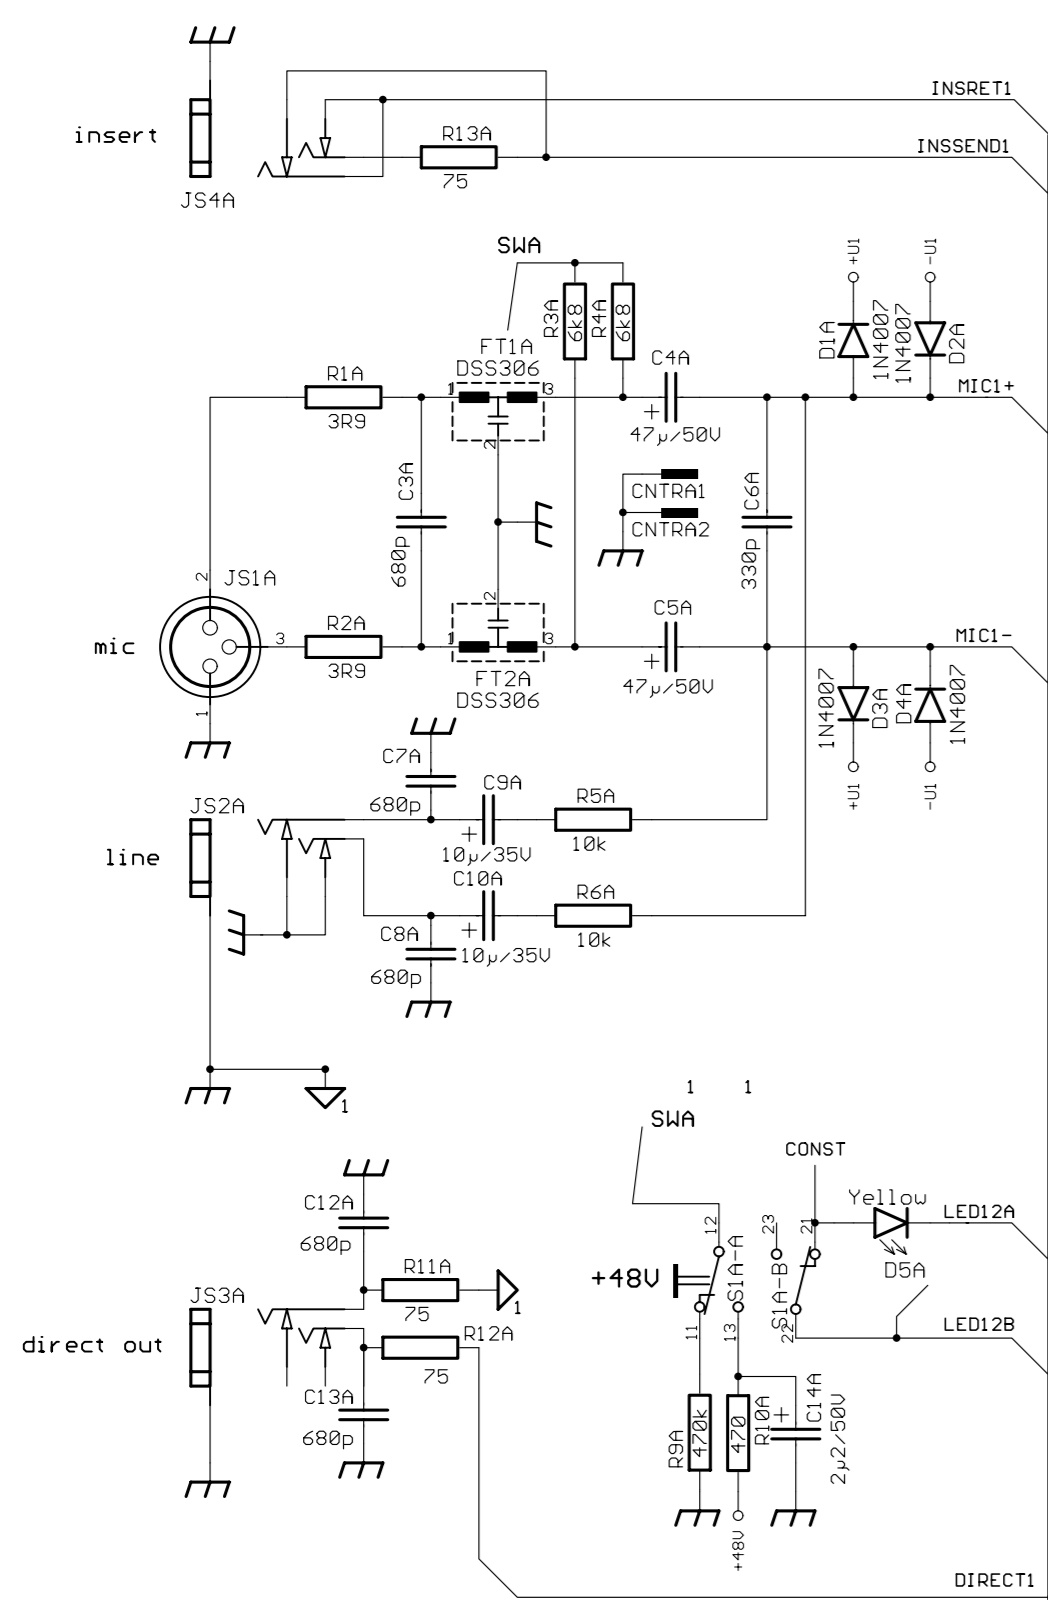 INSRET1
insert
R13A
INSSEND1
75
JS4A
SWA
+U1
-U1
R3A
6k8
R4A
6k8
D1A
1N4007
1N4007
D2A
FT1A
DSS306
C4A
R1A
1
3
MIC1+
3R9
+
47µ/50V
2
C3A
680p
CNTRA1
CNTRA2
C6A
330p
2
JS1A
mic
3
R2A
3R9
2
1
3
C5A
MIC1-
+
47µ/50V
FT2A
DSS306
1
1N4007
D3A
D4A
1N4007
C7A
680p
C9A
+U1
-U1
JS2A
R5A
+
10µ/35V
10k
line
C10A
R6A
C8A
+
10µ/35V
10k
680p
1
1
1
SWA
CONST
C12A
680p
Yellow
LED12A
12
23
21
R11A
75
1
+48V
S1A-A
S1A-B
D5A
JS3A
R12A
11
13
22
LED12B
direct out
75
C13A
680p
R9A
470k
470
R10A
+
C14A
2µ2/50V
+48V
DIRECT1